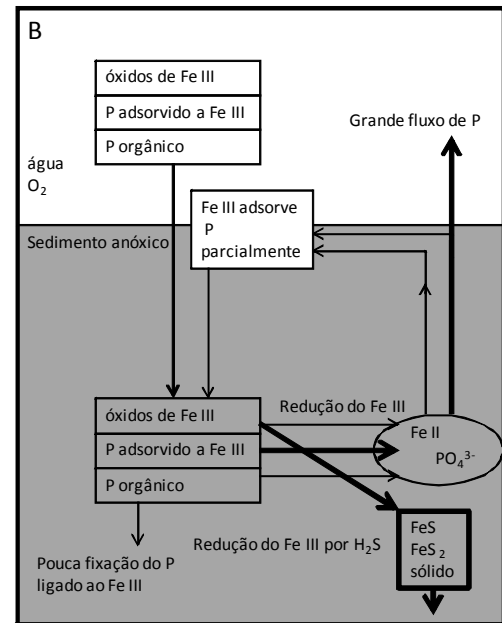 B
óxidos de Fe III
P adsorvido a Fe III
P orgânico
Grande fluxo de P
água
O₂
Fe III adsorve
P
parcialmente
Sedimento anóxico
óxidos de Fe III
P adsorvido a Fe III
P orgânico
Redução do Fe III
Fe II
PO₄³⁻
Pouca fixação do P
ligado ao Fe III
Redução do Fe III por H₂S
FeS
FeS₂
sólido